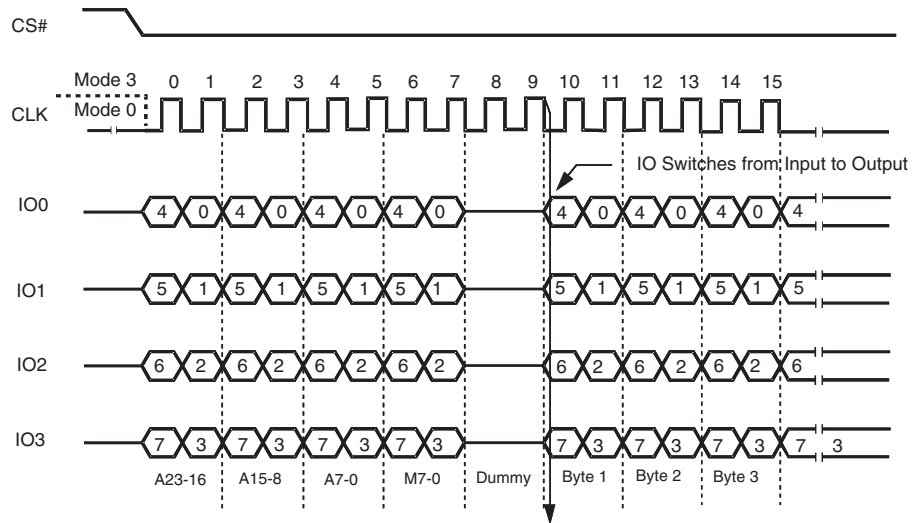 CS#
Mode 3
0 1 2 3 4 5 6 7 8 9 10 11 12 13 14 15
CLK
Mode 0
IO Switches from Input to Output
IO0
4 0 4 0 4 0 4 0 4 0 4 0 4 0 4
IO1
5 1 5 1 5 1 5 1 5 1 5 1 5 1 5
IO2
6 2 6 2 6 2 6 2 6 2 6 2 6 2 6
IO3
7 3 7 3 7 3 7 3 7 3 7 3 7 3 7 3
A23-16 A15-8 A7-0 M7-0 Dummy Byte 1 Byte 2 Byte 3